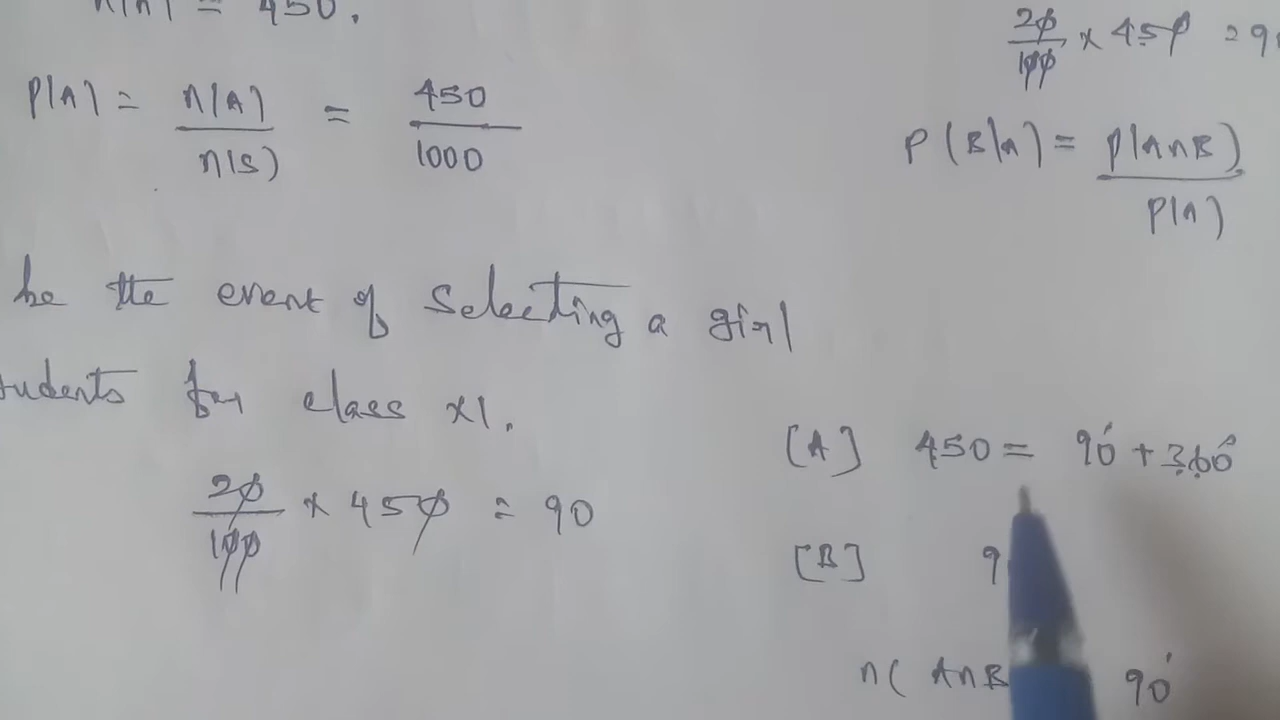 n(A) = 450.
20/100 × 450 = 90
P(A) = n(A)/n(S) = 450/1000
P(B|A) = P(A∩B)/P(A)
be the event of selecting a girl
students for class XI.
[A] 450 = 90 + 360
20/100 × 450 = 90
[B] 9
n(A∩B 90